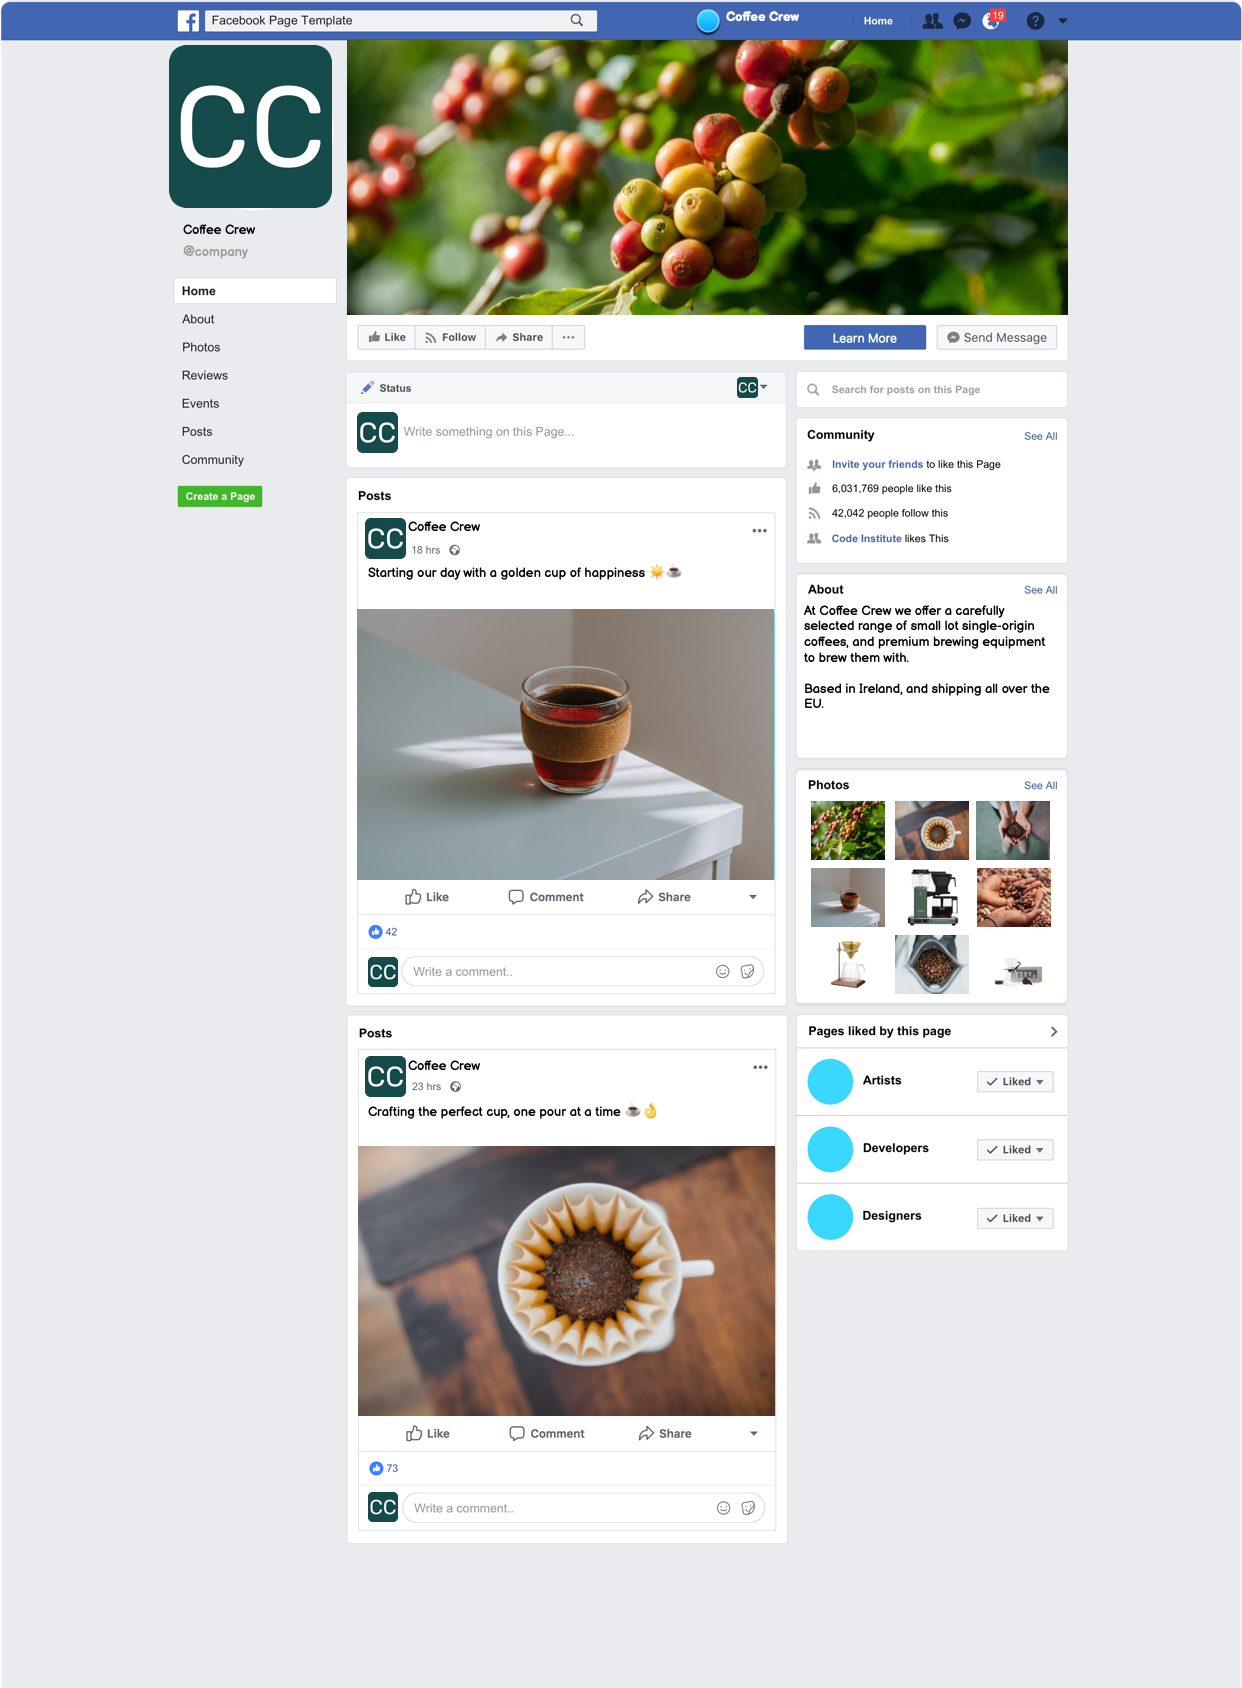 Facebook Page Template
Coffee Crew
Home
19
?
CC
Coffee Crew
@company
Home
About
Photos
Reviews
Events
Posts
Community
Create a Page
Like
Follow
Share
Learn More
Send Message
Status
CC
CC
Write something on this Page...
Posts
CC
Coffee Crew
18 hrs
Starting our day with a golden cup of happiness ☀️☕
Like
Comment
Share
42
CC
Write a comment..
Posts
CC
Coffee Crew
23 hrs
Crafting the perfect cup, one pour at a time ☕👌
Like
Comment
Share
73
CC
Write a comment..
Search for posts on this Page
Community
See All
Invite your friends to like this Page
6,031,769 people like this
42,042 people follow this
Code Institute likes This
About
See All
At Coffee Crew we offer a carefully
selected range of small lot single-origin
coffees, and premium brewing equipment
to brew them with.
Based in Ireland, and shipping all over the
EU.
Photos
See All
Pages liked by this page
Artists
Liked
Developers
Liked
Designers
Liked